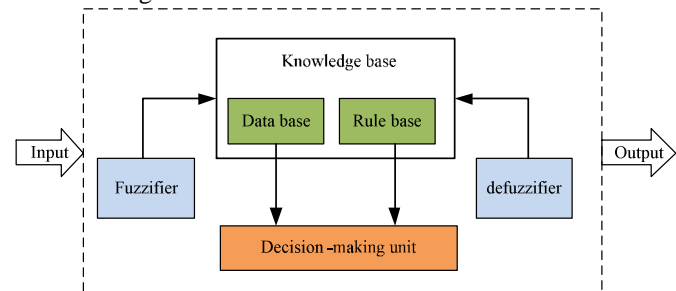 Knowledge base
Data base
Rule base
Input
Output
Fuzzifier
defuzzifier
Decision-making unit